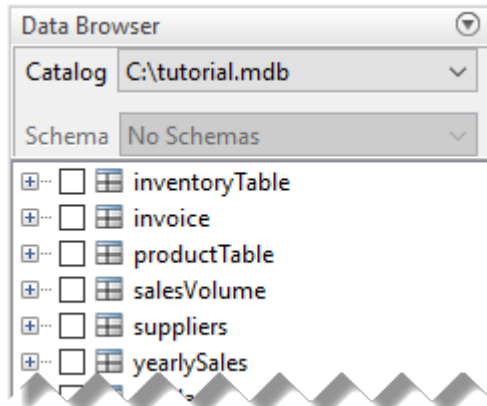 Data Browser
Catalog C:\tutorial.mdb
Schema No Schemas
inventoryTable
invoice
productTable
salesVolume
suppliers
yearlySales